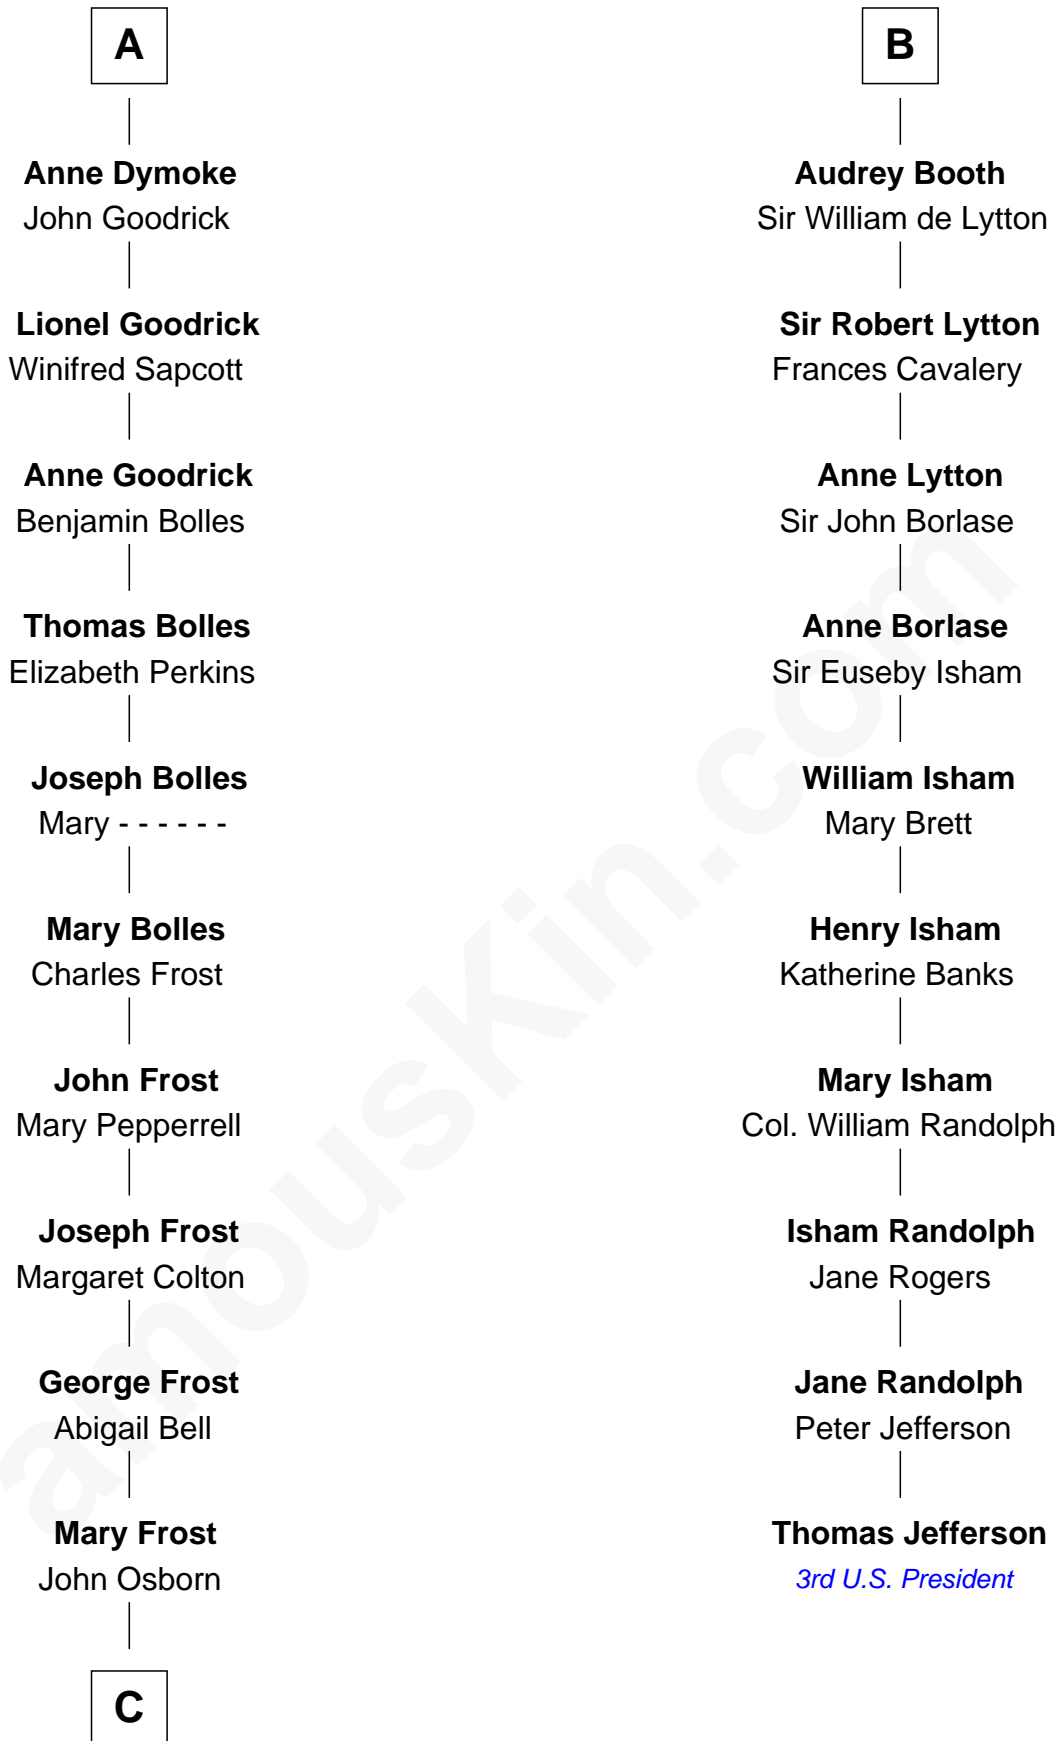 A
Anne Dymoke
John Goodrick
Lionel Goodrick
Winifred Sapcott
Anne Goodrick
Benjamin Bolles
Thomas Bolles
Elizabeth Perkins
Joseph Bolles
Mary - - - - - -
Mary Bolles
Charles Frost
John Frost
Mary Pepperrell
Joseph Frost
Margaret Colton
George Frost
Abigail Bell
Mary Frost
John Osborn
C
B
Audrey Booth
Sir William de Lytton
Sir Robert Lytton
Frances Cavalery
Anne Lytton
Sir John Borlase
Anne Borlase
Sir Euseby Isham
William Isham
Mary Brett
Henry Isham
Katherine Banks
Mary Isham
Col. William Randolph
Isham Randolph
Jane Rogers
Jane Randolph
Peter Jefferson
Thomas Jefferson
3rd U.S. President
amouskin.com